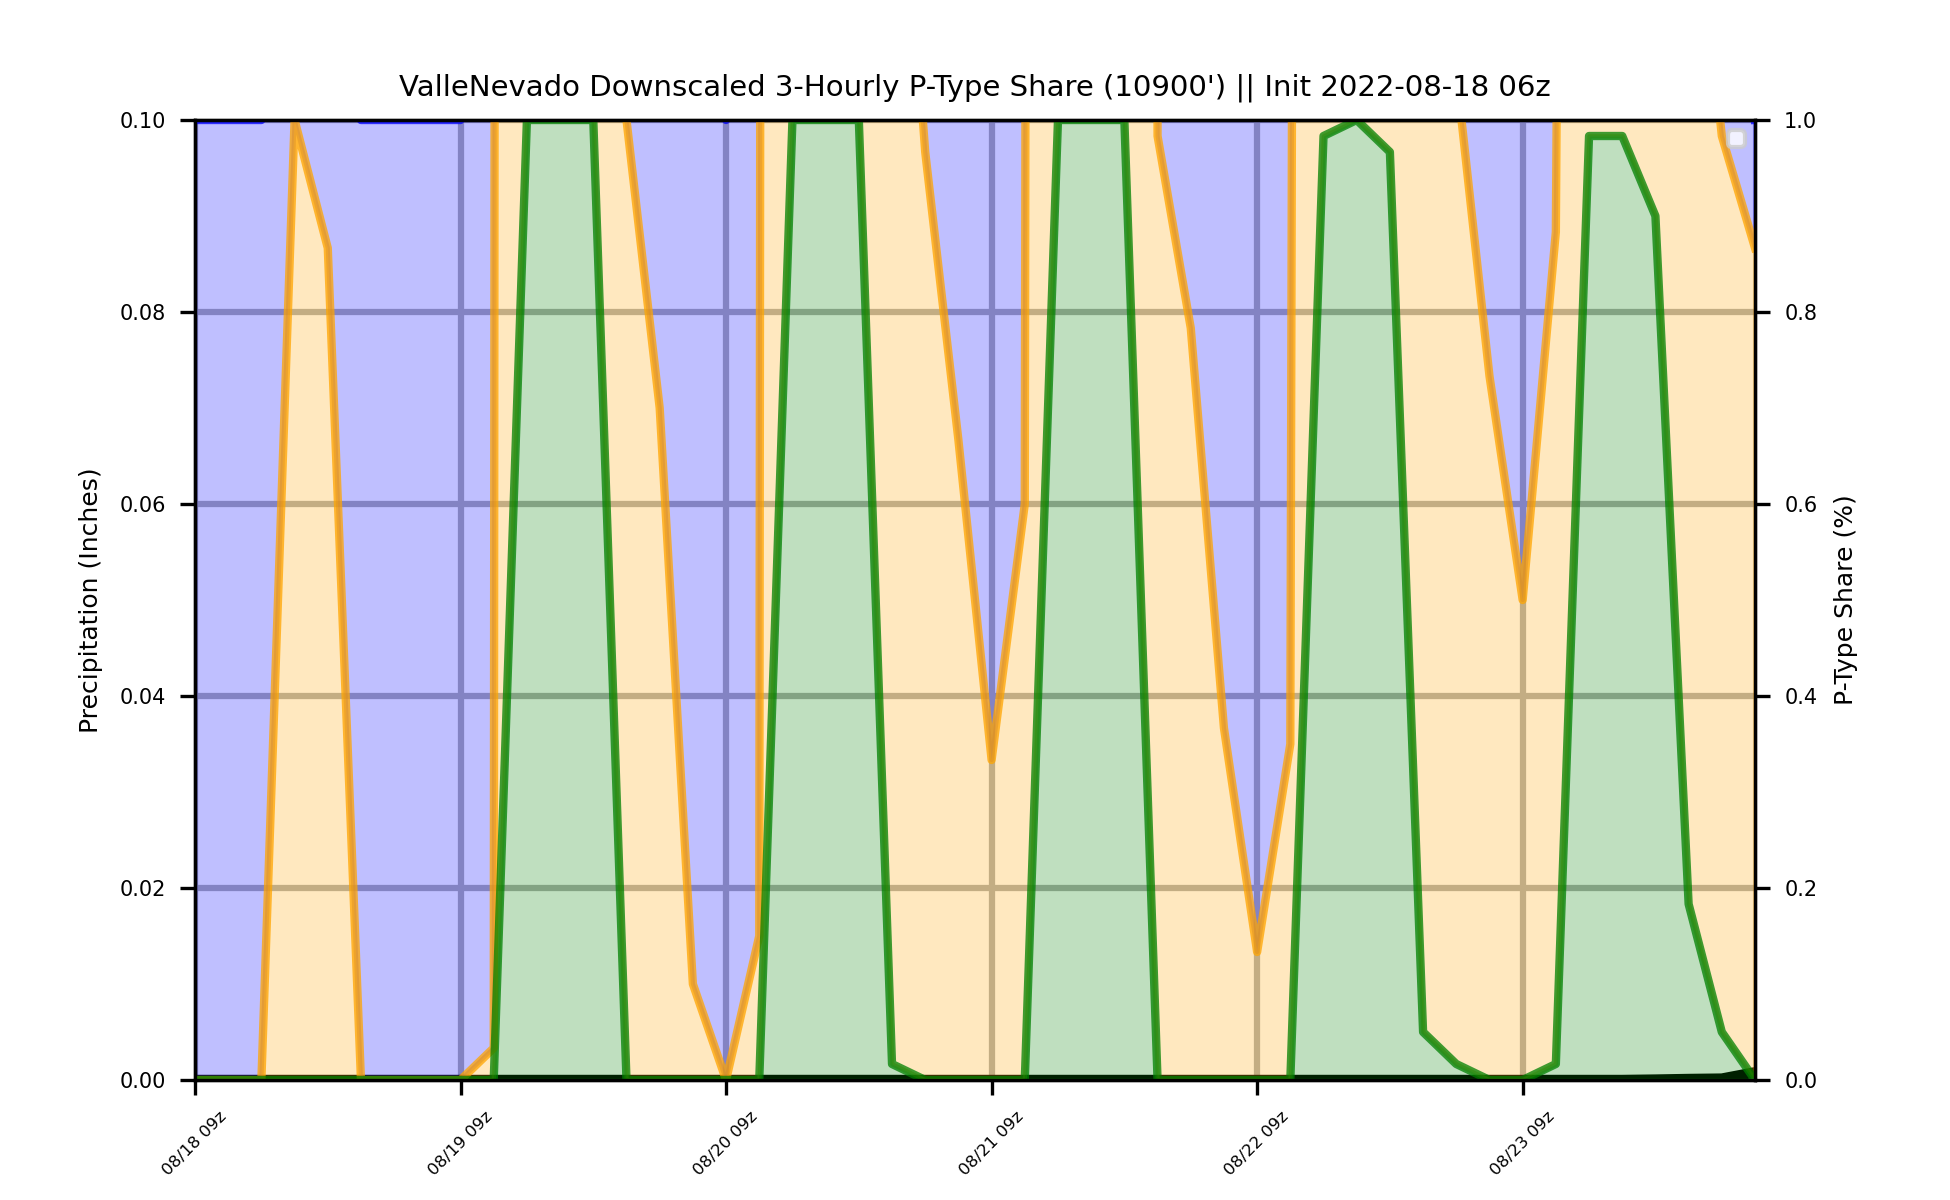 ValleNevado Downscaled 3-Hourly P-Type Share (10900') || Init 2022-08-18 06z
Precipitation (Inches)
0.10
0.08
0.06
0.04
0.02
0.00
1.0
0.8
0.6
0.4
0.2
0.0
P-Type Share (%)
08/18 09z
08/19 09z
08/20 09z
08/21 09z
08/22 09z
08/23 09z